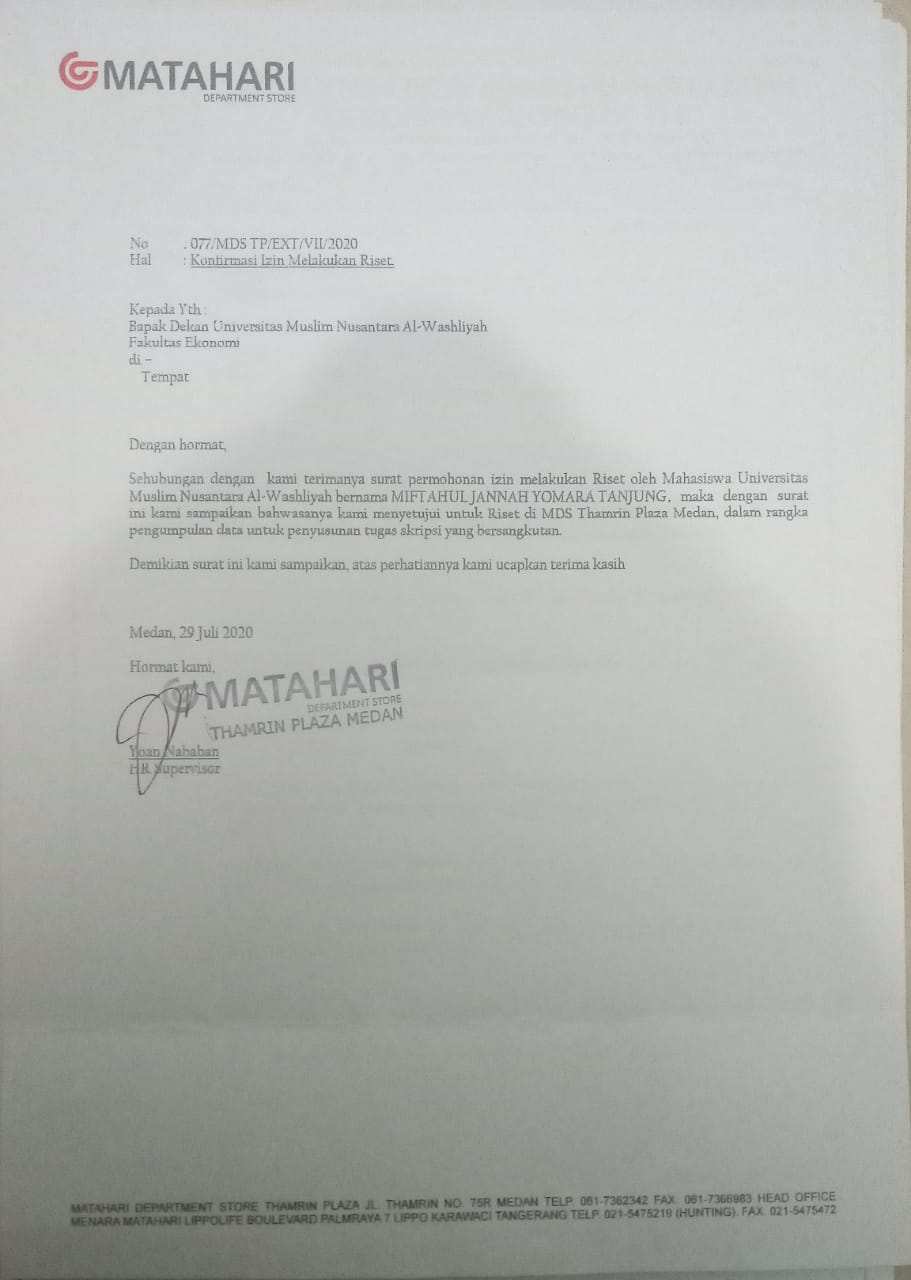 MATAHARI
DEPARTMENT STORE
No : 077/MDS TP/EXT/VII/2020
Hal : Konfirmasi Izin Melakukan Riset.
Kepada Yth :
Bapak Dekan Universitas Muslim Nusantara Al-Washliyah
Fakultas Ekonomi
di –
Tempat
Dengan hormat,
Sehubungan dengan kami terimanya surat permohonan izin melakukan Riset oleh Mahasiswa Universitas
Muslim Nusantara Al-Washliyah bernama MIFTAHUL JANNAH YOMARA TANJUNG, maka dengan surat
ini kami sampaikan bahwasanya kami menyetujui untuk Riset di MDS Thamrin Plaza Medan, dalam rangka
pengumpulan data untuk penyusunan tugas skripsi yang bersangkutan.
Demikian surat ini kami sampaikan, atas perhatiannya kami ucapkan terima kasih
Medan, 29 Juli 2020
Hormat kami,
MATAHARI
DEPARTMENT STORE
THAMRIN PLAZA MEDAN
Yoan Nababan
HR Supervisor
MATAHARI DEPARTMENT STORE THAMRIN PLAZA JL. THAMRIN NO. 75R MEDAN TELP. 061-7362342 FAX. 061-7366983 HEAD OFFICE
MENARA MATAHARI LIPPOLIFE BOULEVARD PALMRAYA 7 LIPPO KARAWACI TANGERANG TELP. 021-5475219 (HUNTING). FAX. 021-5475472